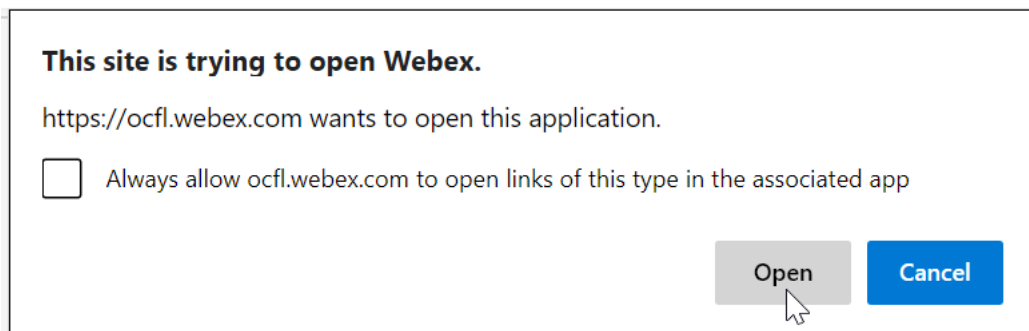 This site is trying to open Webex.
https://ocfl.webex.com wants to open this application.
Always allow ocfl.webex.com to open links of this type in the associated app
Open Cancel